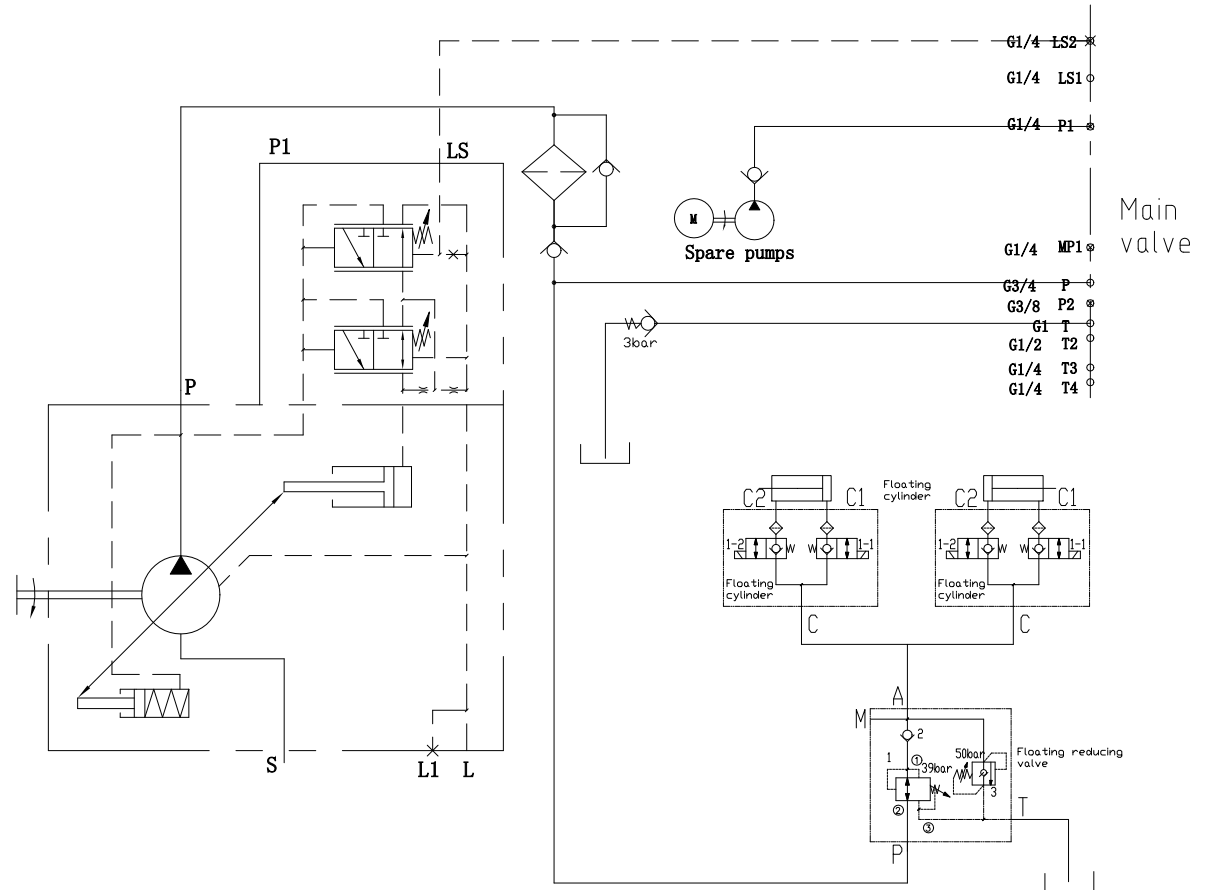 G1/4 LS2
G1/4 LS1
G1/4 P1
Main
valve
G1/4 MP1
G3/4 P
G3/8 P2
G1 T
G1/2 T2
G1/4 T3
G1/4 T4
P1
LS
M
Spare pumps
3bar
P
S
L1
L
C2
C1
Floating
cylinder
C2
C1
1-2
1-1
1-2
1-1
Floating
cylinder
Floating
cylinder
C
C
A
M
2
1
①
39bar
50bar
3
Floating reducing
valve
②
③
T
P